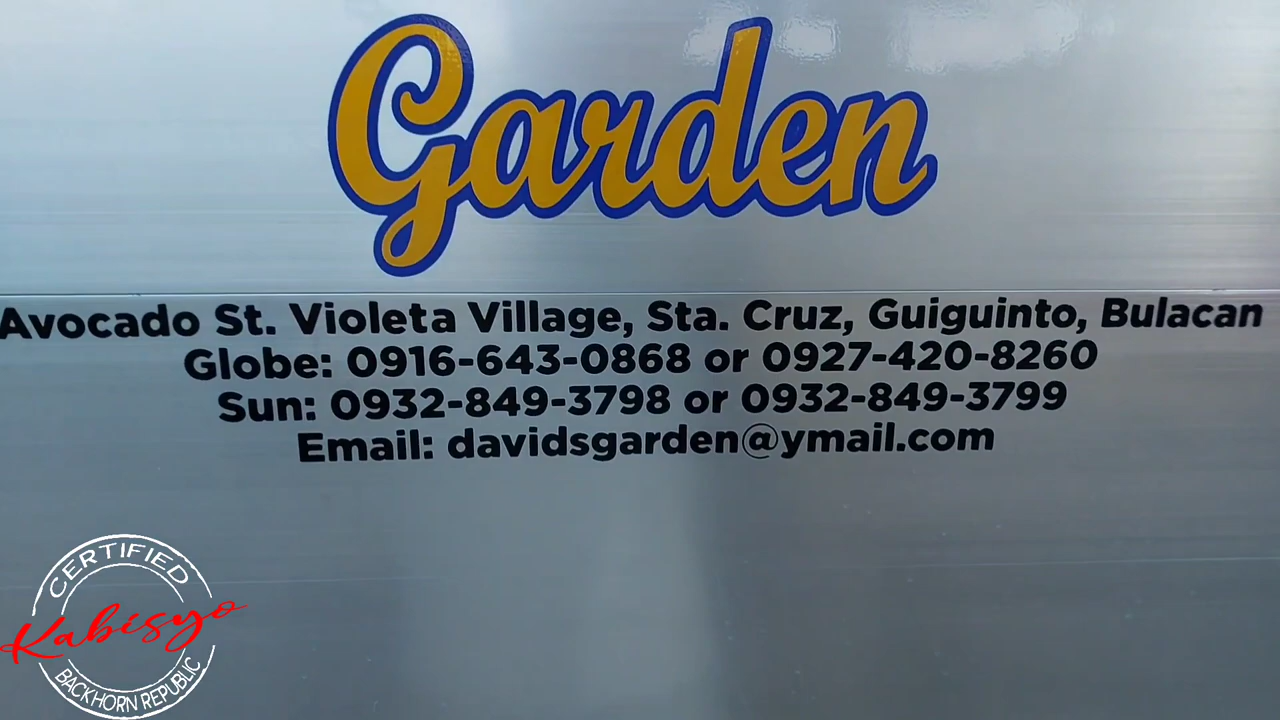 Garden
Avocado St. Violeta Village, Sta. Cruz, Guiguinto, Bulacan
Globe: 0916-643-0868 or 0927-420-8260
Sun: 0932-849-3798 or 0932-849-3799
Email: davidsgarden@ymail.com
CERTIFIED
Kabisyo
BACKHORN REPUBLIC